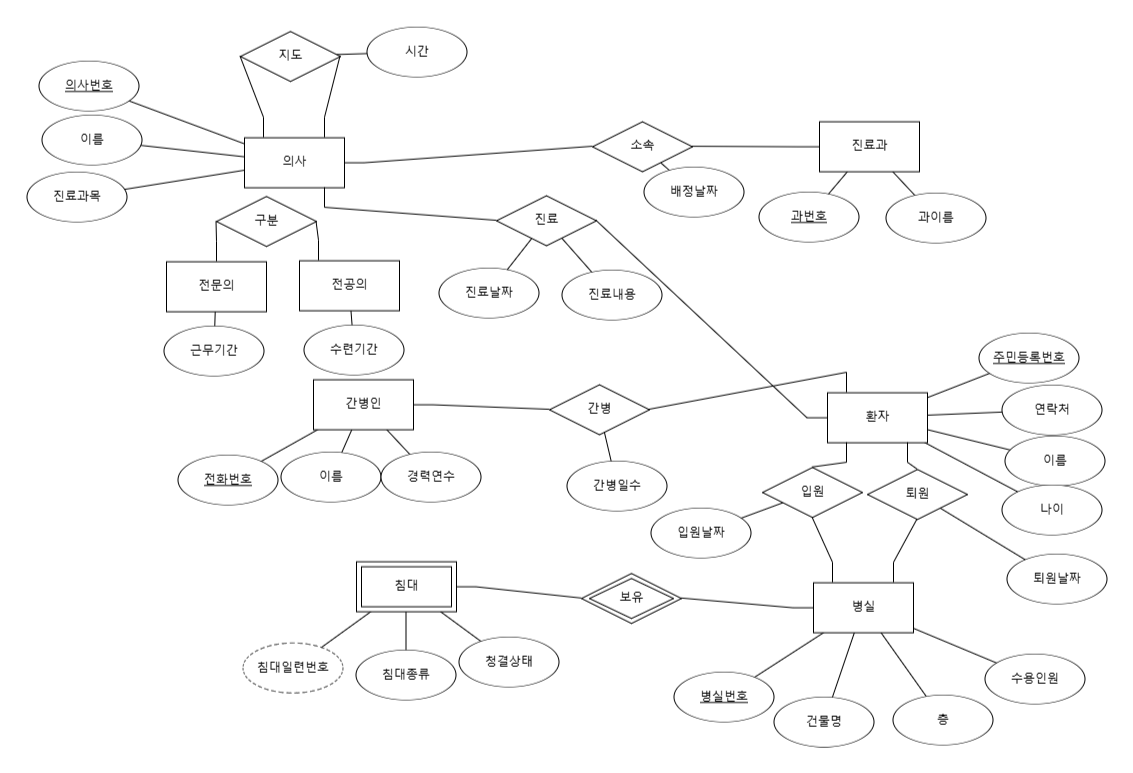 지도
시간
의사번호
이름
진료과목
의사
소속
배정날짜
진료과
과번호
과이름
구분
진료
진료날짜
진료내용
전문의
전공의
근무기간
수련기간
간병인
전화번호
이름
경력연수
간병
간병일수
환자
주민등록번호
연락처
이름
나이
입원
퇴원
입원날짜
퇴원날짜
침대
보유
병실
침대일련번호
침대종류
청결상태
병실번호
건물명
층
수용인원